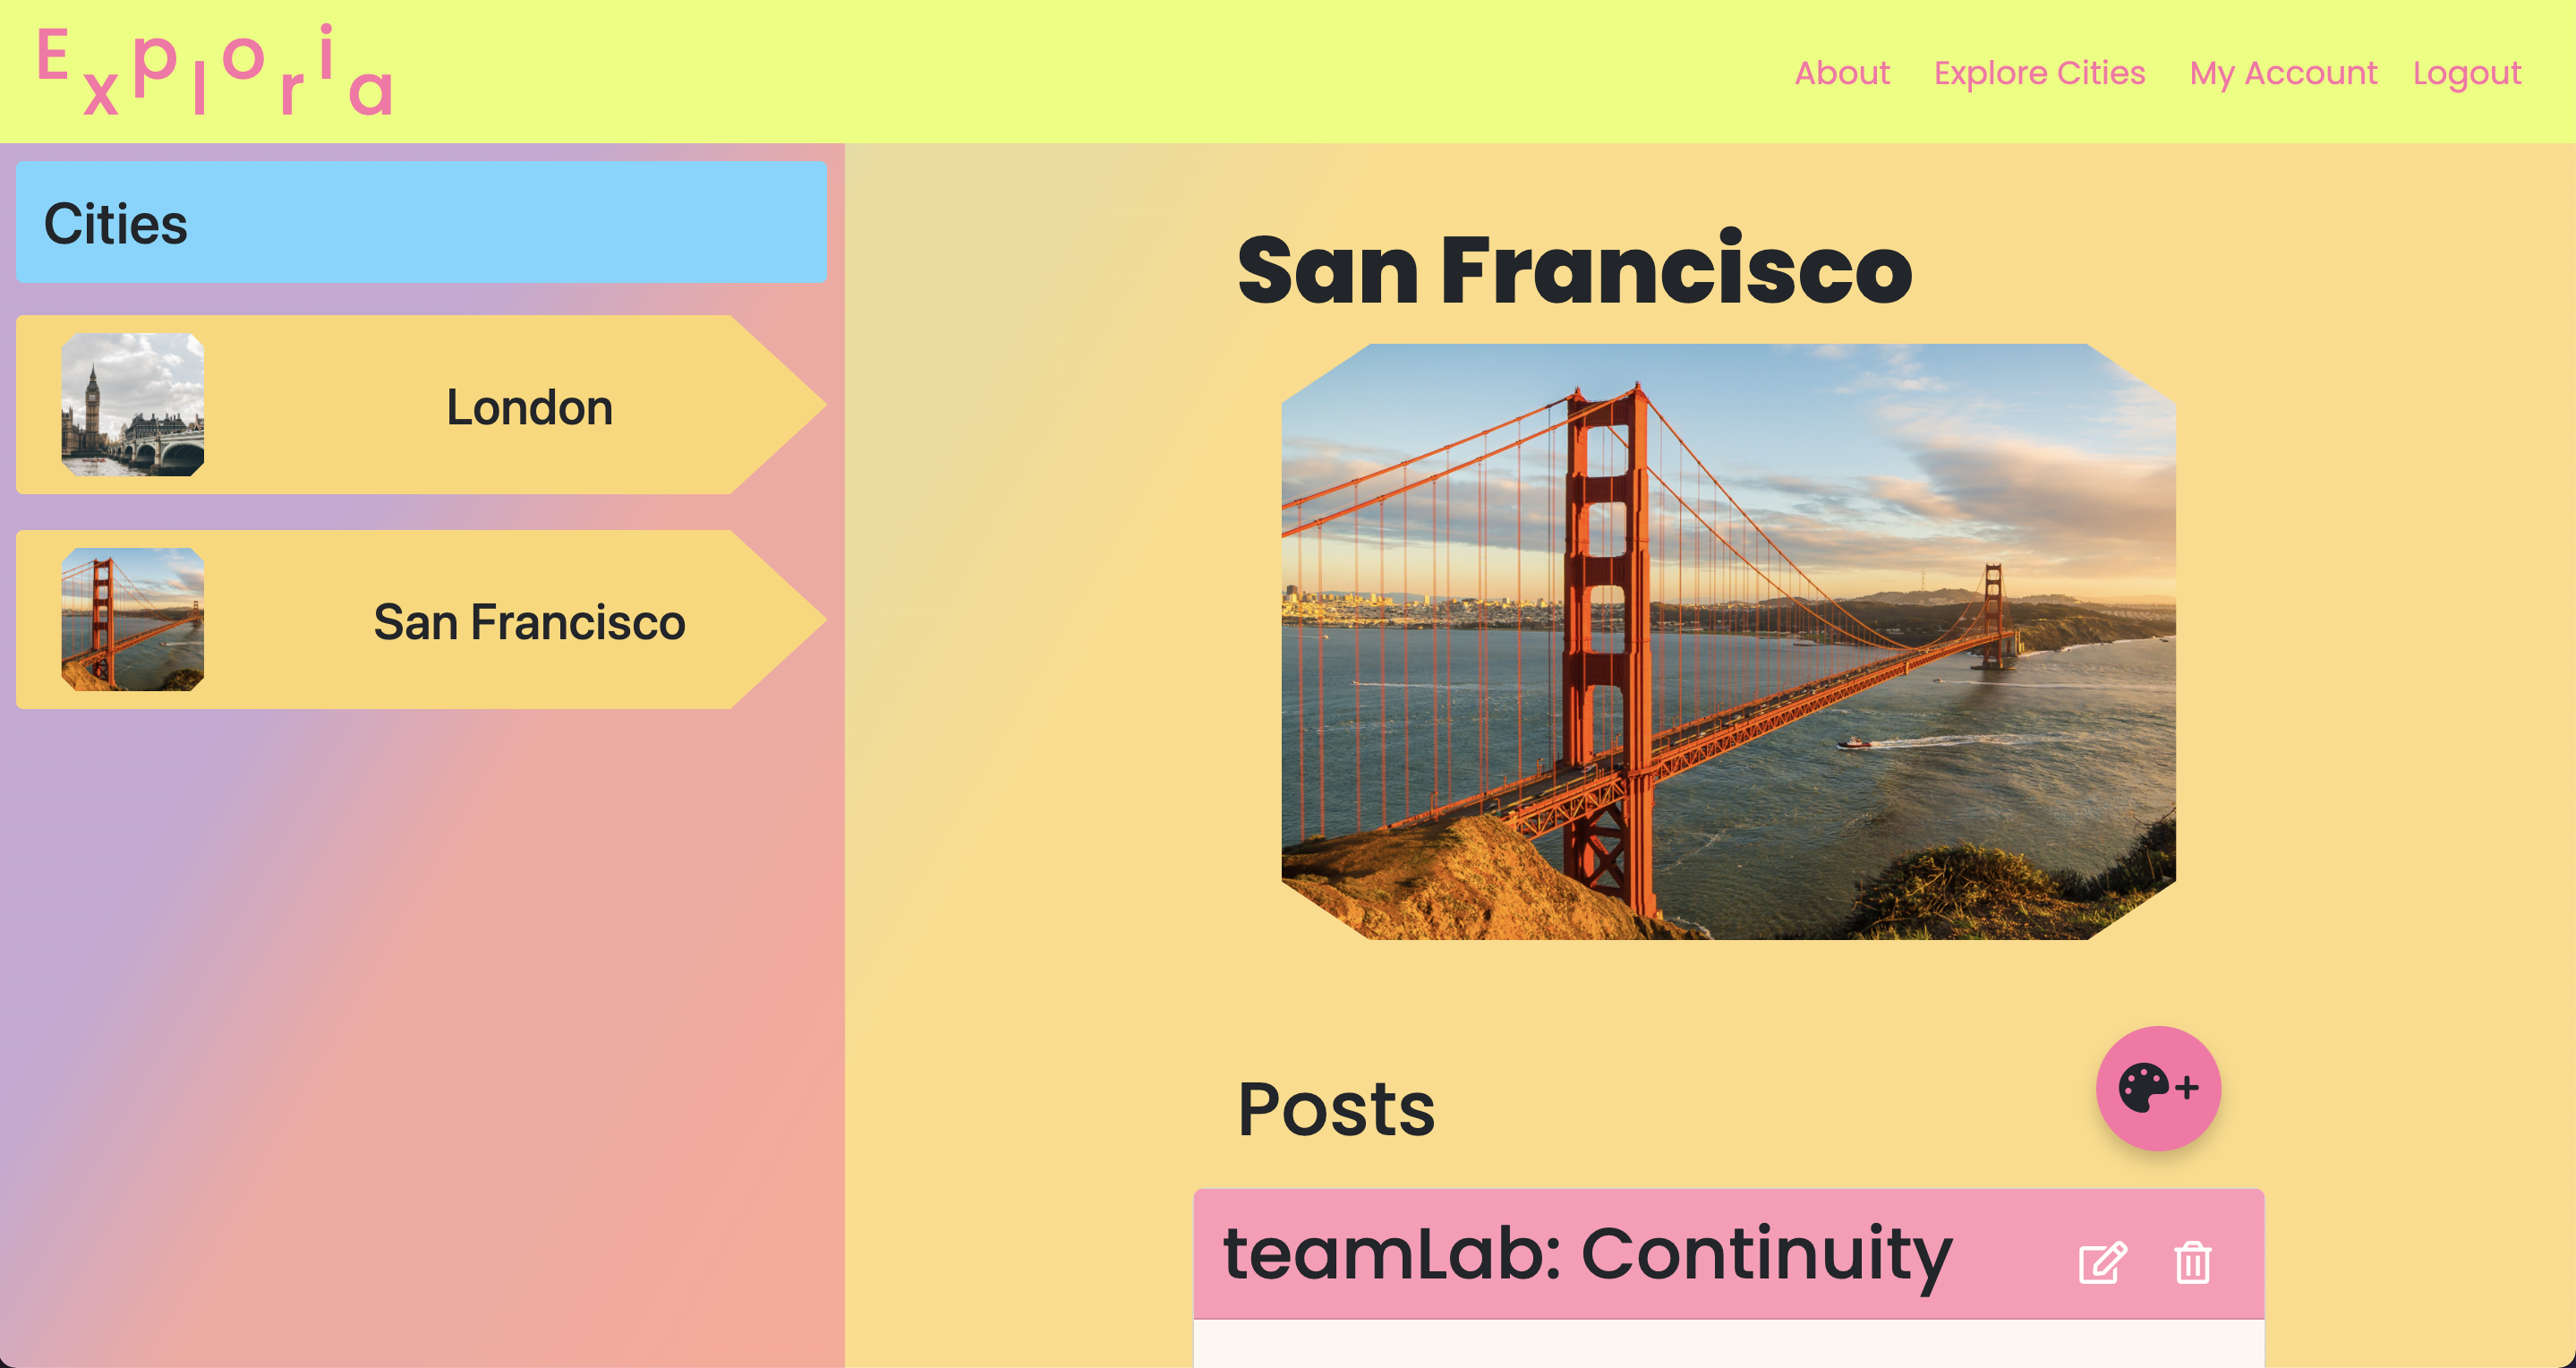 Exploria
About
Explore Cities
My Account
Logout
Cities
London
San Francisco
San Francisco
Posts
+
teamLab: Continuity